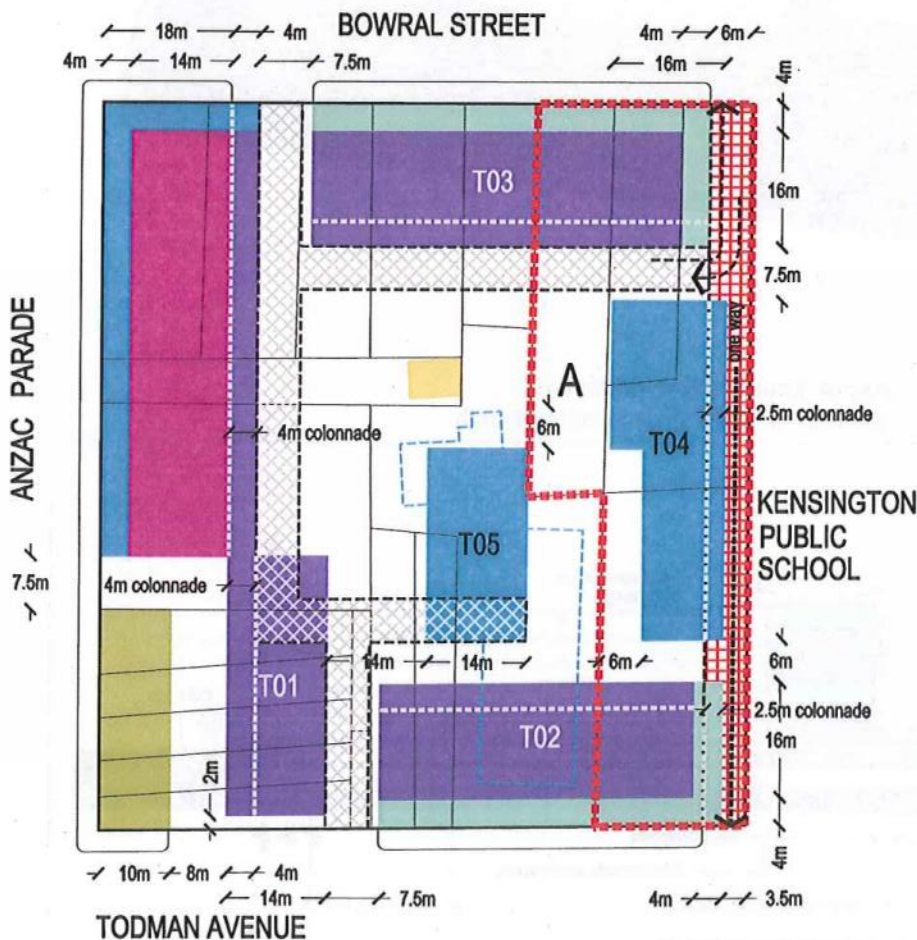 BOWRAL STREET
18m 4m 4m 6m
4m 14m 7.5m 16m
4m
T03
16m
7.5m
ANZAC PARADE
A
one way
6m
4m colonnade
2.5m colonnade
T04
KENSINGTON
PUBLIC
SCHOOL
T05
7.5m
4m colonnade
14m 14m 6m
6m
T01
2.5m colonnade
T02
16m
2m
4m
10m 8m 4m
14m 7.5m 4m 3.5m
TODMAN AVENUE